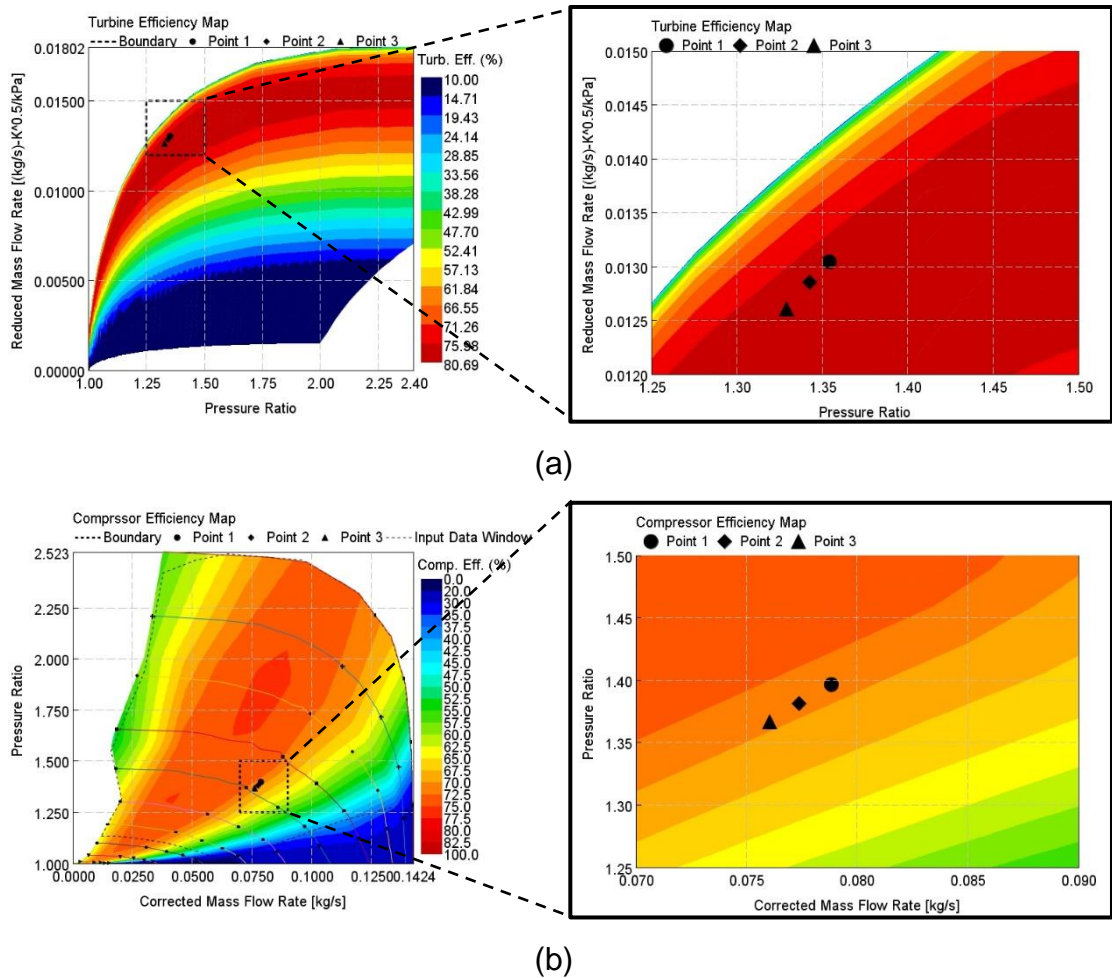 Turbine Efficiency Map
Boundary Point 1 Point 2 Point 3
0.01802
0.01500
0.01000
0.00500
0.00000
Reduced Mass Flow Rate [(kg/s)-K^0.5/kPa]
1.00 1.25 1.50 2.00 2.25 2.40
Pressure Ratio
Turb. Eff. (%)
10.00
14.71
19.43
24.14
28.85
33.56
38.28
42.99
47.70
52.41
57.13
61.84
66.55
71.26
75.98
80.69
Turbine Efficiency Map
Point 1 Point 2 Point 3
0.0150
0.0145
0.0140
0.0135
0.0130
0.0125
0.0120
Reduced Mass Flow Rate [(kg/s)-K^0.5/kPa]
1.25 1.30 1.35 1.40 1.45 1.50
Pressure Ratio
(a)
Comprssor Efficiency Map
Boundary Point 1 Point 2 Point 3 Input Data Window
2.523
2.250
2.000
1.750
1.500
1.250
1.000
Pressure Ratio
0.0000 0.0250 0.0500 0.0750 0.1000 0.1250 0.1424
Corrected Mass Flow Rate [kg/s]
Comp. Eff. (%)
0.0
20.0
30.0
37.5
40.0
42.5
45.0
47.5
50.0
52.5
55.0
57.5
60.0
62.5
65.0
67.5
70.0
72.5
75.0
77.5
80.0
82.5
100.0
Compressor Efficiency Map
Point 1 Point 2 Point 3
1.50
1.45
1.40
1.35
1.30
1.25
Pressure Ratio
0.070 0.075 0.080 0.085 0.090
Corrected Mass Flow Rate [kg/s]
(b)